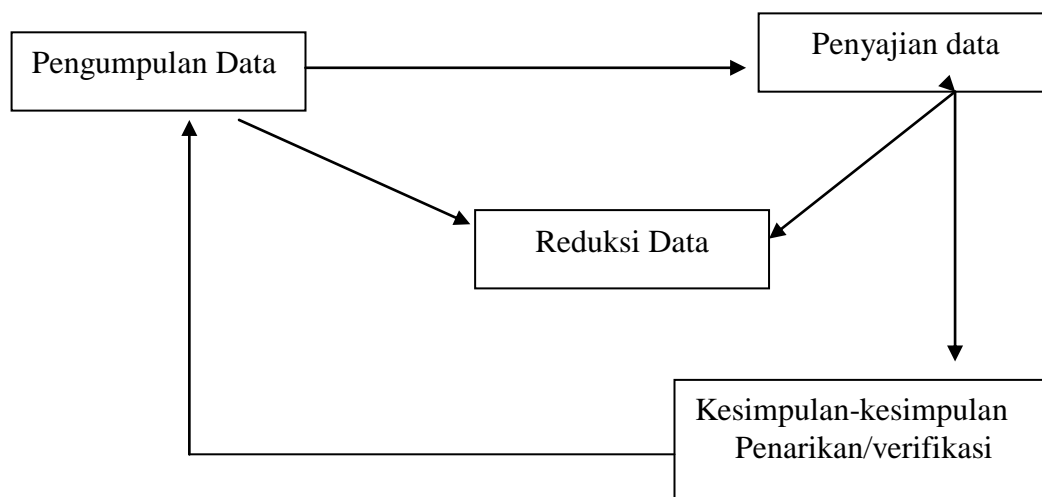 Pengumpulan Data
Penyajian data
Reduksi Data
Kesimpulan-kesimpulan
Penarikan/verifikasi